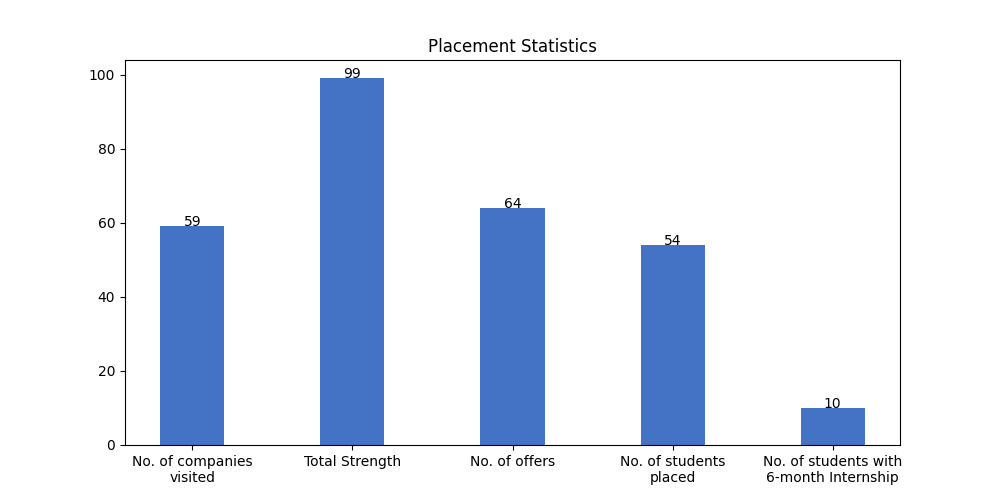 Placement Statistics
100
80
60
40
20
0
59
99
64
54
10
No. of companies
visited
Total Strength
No. of offers
No. of students
placed
No. of students with
6-month Internship